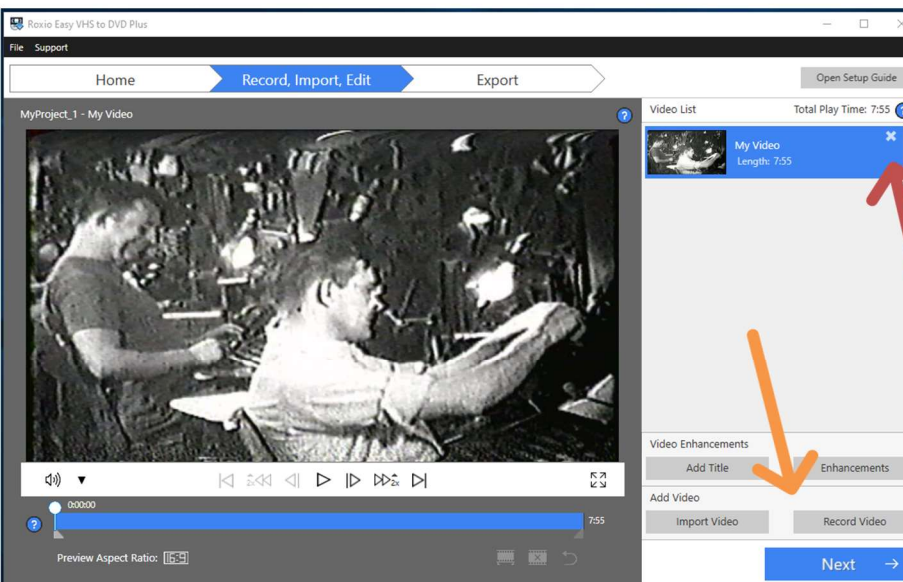 Roxio Easy VHS to DVD Plus
File Support
Home Record, Import, Edit Export Open Setup Guide
MyProject_1 - My Video ? Video List Total Play Time: 7:55 ?
My Video
Length: 7:55
Video Enhancements
Add Title Enhancements
2x 2x
Add Video
0:00:00
? 7:55 Import Video Record Video
Preview Aspect Ratio: 16:9
Next